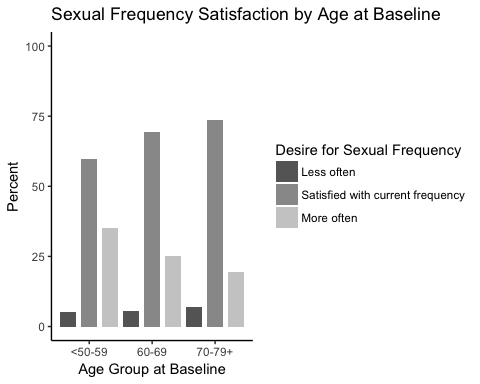 Sexual Frequency Satisfaction by Age at Baseline
100
75
50
25
0
Percent
<50-59 60-69 70-79+
Age Group at Baseline
Desire for Sexual Frequency
Less often
Satisfied with current frequency
More often